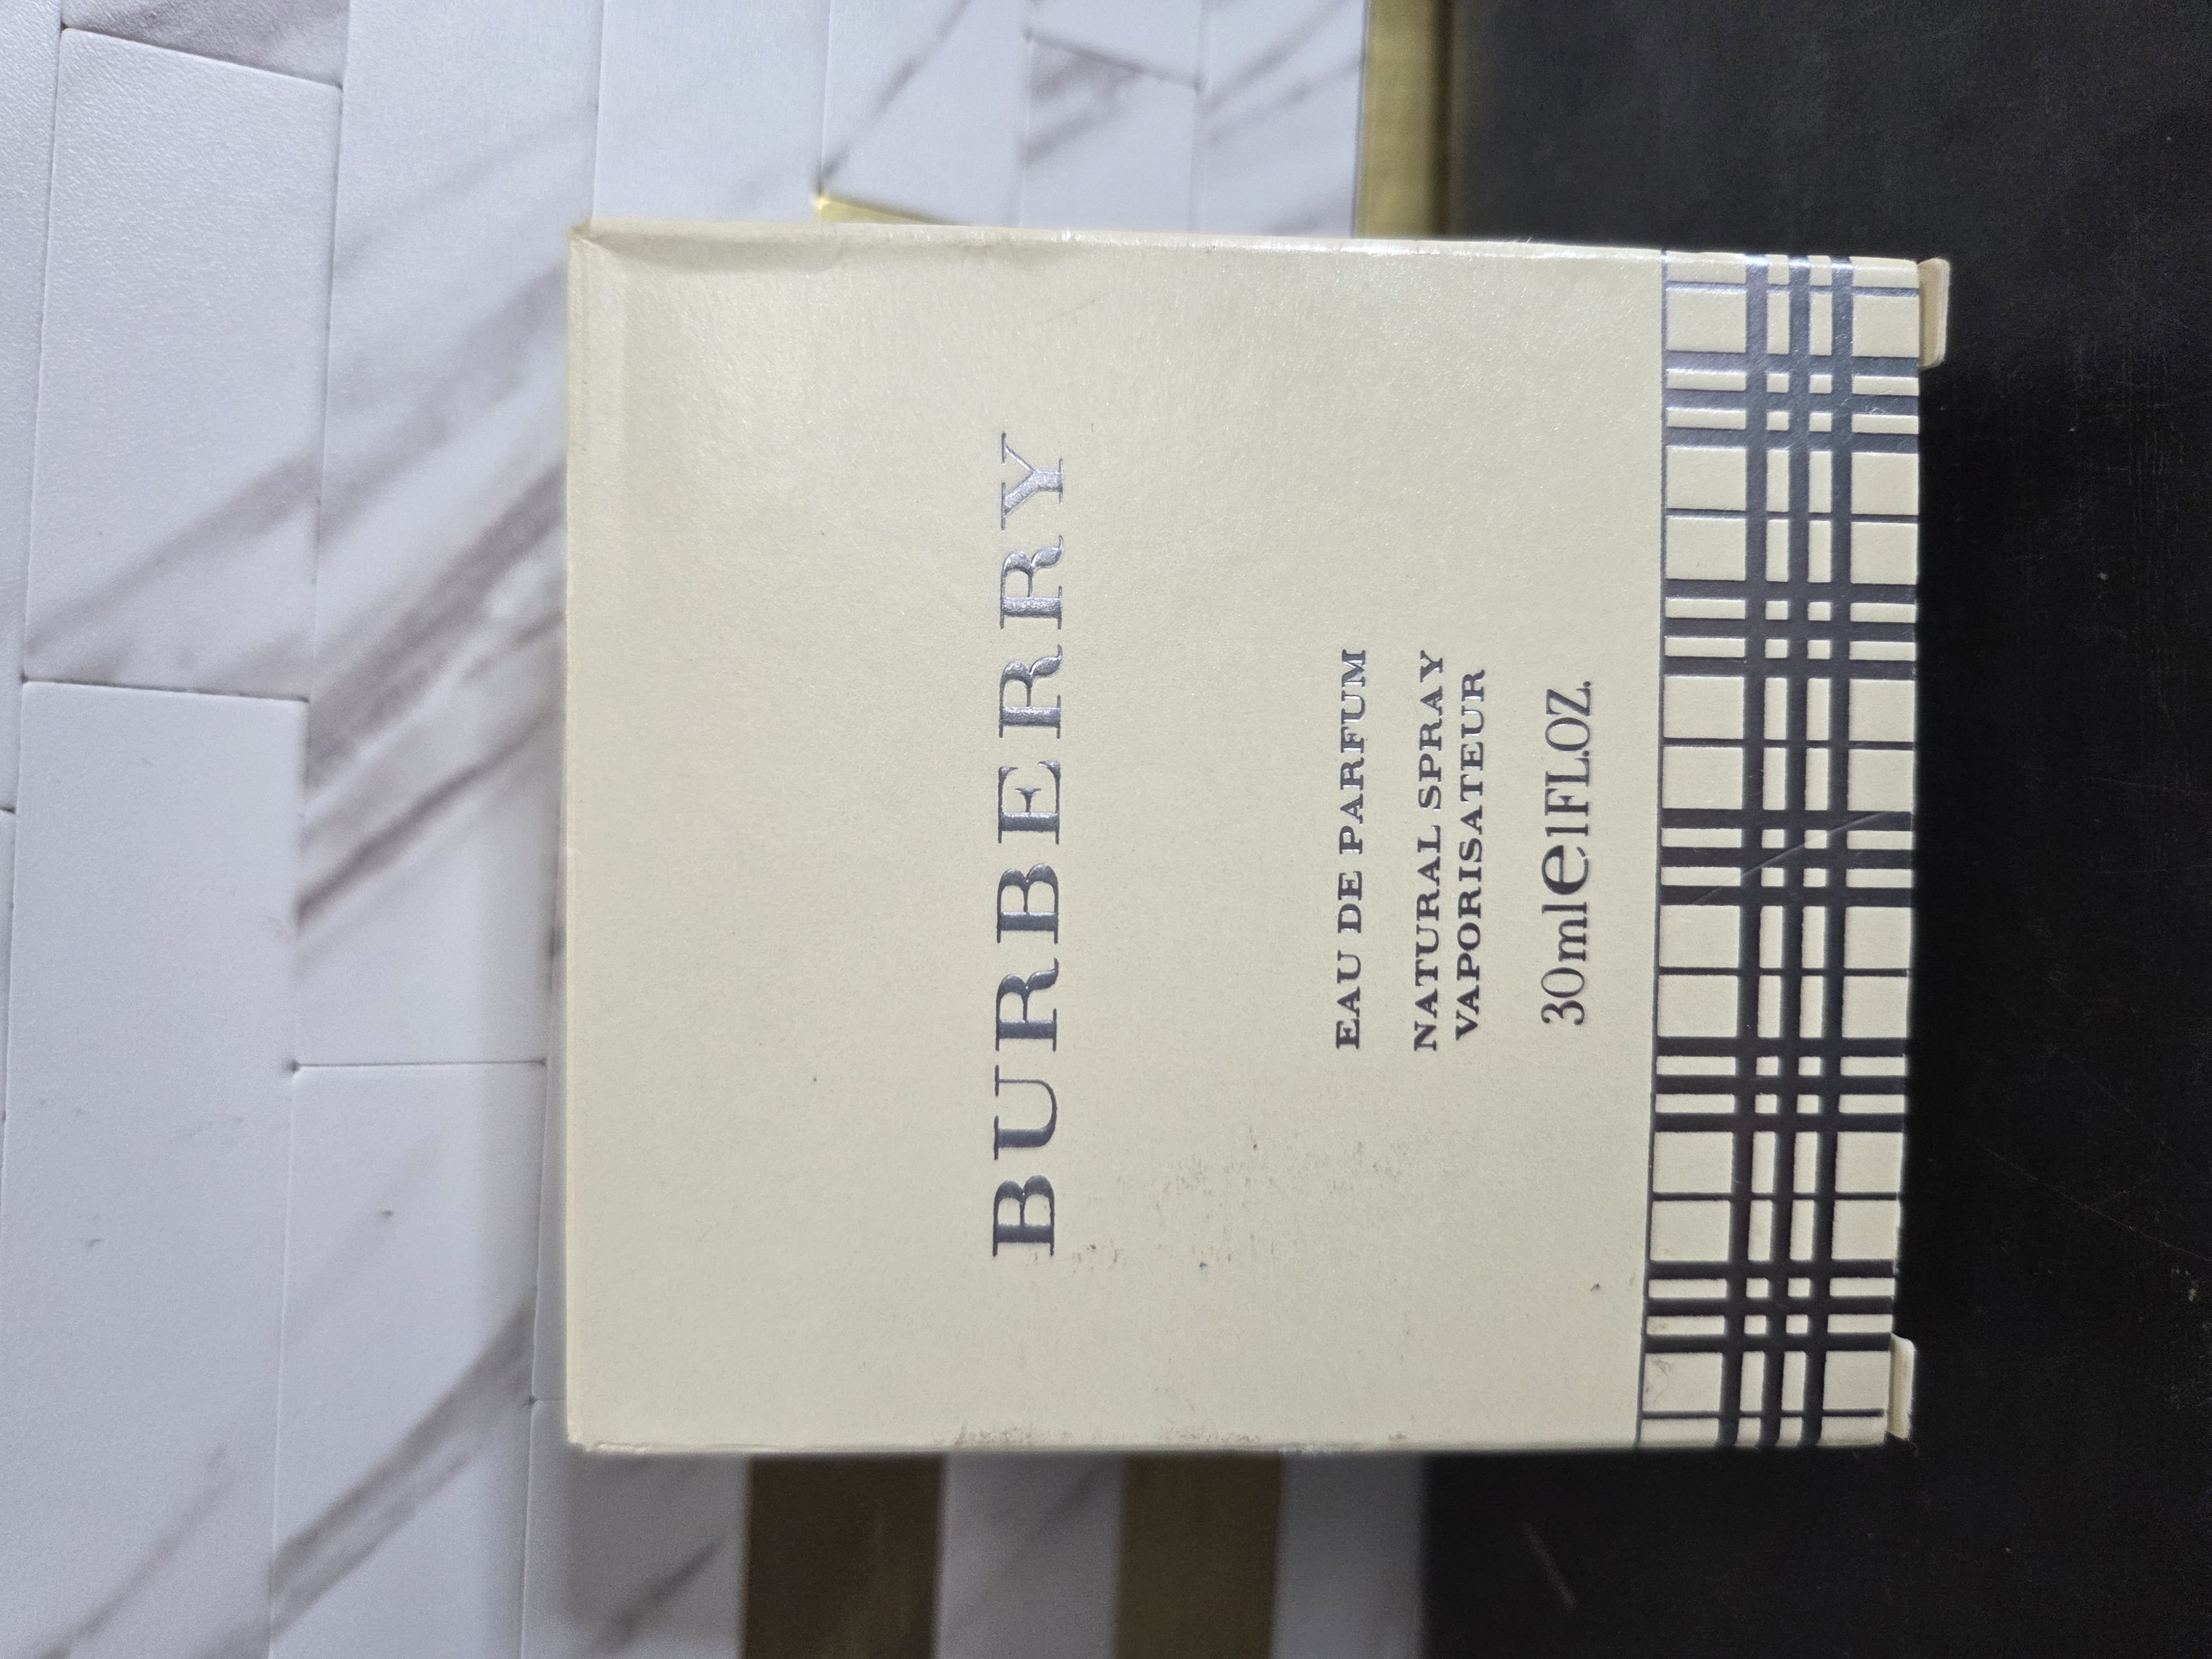 BURBERRY
EAU DE PARFUM
NATURAL SPRAY
VAPORISATEUR
30ml e 1FL.OZ.